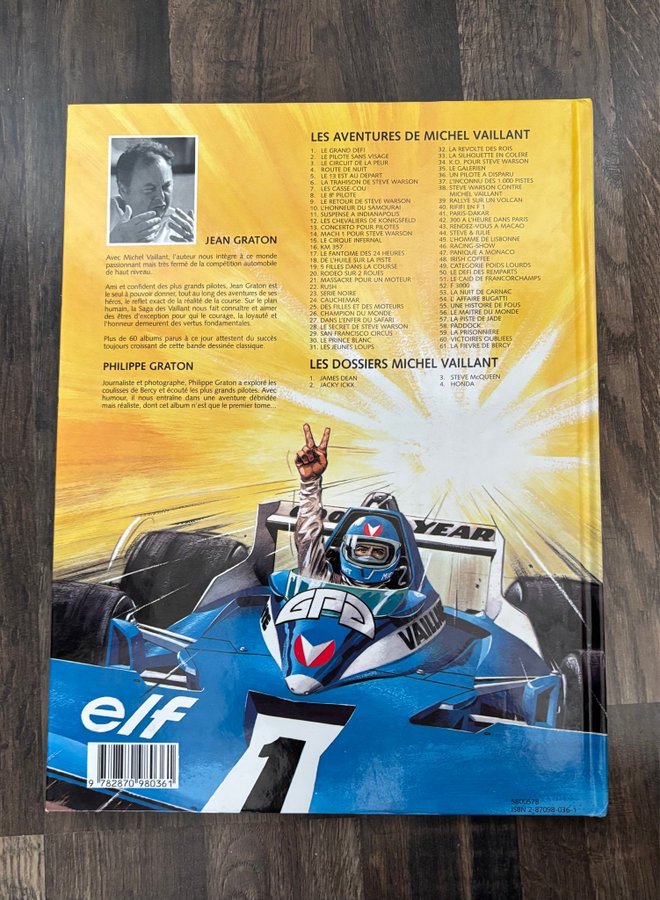 JEAN GRATON
Avec Michel Vaillant, l'auteur nous intègre à ce monde
passionnant mais très fermé de la compétition automobile
de haut niveau.
Ami et confident des plus grands pilotes, Jean Graton est
le seul à pouvoir donner, tout au long des aventures de ses
héros, le reflet exact de la réalité de la course. Sur le plan
humain, la Saga des Vaillant nous fait connaître et aimer
des êtres d'exception pour qui le courage, la loyauté et
l'honneur demeurent des vertus fondamentales.
Plus de 60 albums parus à ce jour attestent du succès
toujours croissant de cette bande dessinée classique.
PHILIPPE GRATON
Journaliste et photographe, Philippe Graton a exploré les
coulisses de Bercy et écouté les plus grands pilotes. Avec
humour, il nous entraîne dans une aventure débridée
mais réaliste, dont cet album n'est que le premier tome...
LES AVENTURES DE MICHEL VAILLANT
1. LE GRAND DEFI
2. LE PILOTE SANS VISAGE
3. LE CIRCUIT DE LA PEUR
4. ROUTE DE NUIT
5. LE 13 EST AU DEPART
6. LA TRAHISON DE STEVE WARSON
7. LES CASSE-COU
8. LE 8e PILOTE
9. LE RETOUR DE STEVE WARSON
10. L'HONNEUR DU SAMOURAI
11. SUSPENSE A INDIANAPOLIS
12. LES CHEVALIERS DE KÖNIGSFELD
13. CONCERTO POUR PILOTES
14. MACH 1 POUR STEVE WARSON
15. LE CIRQUE INFERNAL
16. KM 357
17. LE FANTOME DES 24 HEURES
18. DE L'HUILE SUR LA PISTE
19. 5 FILLES DANS LA COURSE
20. RODEO SUR 2 ROUES
21. MASSACRE POUR UN MOTEUR
22. RUSH
23. SERIE NOIRE
24. CAUCHEMAR
25. DES FILLES ET DES MOTEURS
26. CHAMPION DU MONDE
27. DANS L'ENFER DU SAFARI
28. LE SECRET DE STEVE WARSON
29. SAN FRANCISCO CIRCUS
30. LE PRINCE BLANC
31. LES JEUNES LOUPS
32. LA REVOLTE DES ROIS
33. LA SILHOUETTE EN COLERE
34. K.O. POUR STEVE WARSON
35. LE GALERIEN
36. UN PILOTE A DISPARU
37. L'INCONNU DES 1.000 PISTES
38. STEVE WARSON CONTRE
MICHEL VAILLANT
39. RALLYE SUR UN VOLCAN
40. RIFIFI EN F 1
41. PARIS-DAKAR
42. 300 A L'HEURE DANS PARIS
43. RENDEZ-VOUS A MACAO
44. STEVE & JULIE
45. L'HOMME DE LISBONNE
46. RACING-SHOW
47. PANIQUE A MONACO
48. IRISH COFFEE
49. CATEGORIE POIDS LOURDS
50. LE DEFI DES REMPARTS
51. LE CAID DE FRANCORCHAMPS
52. F 3000
53. LA NUIT DE CARNAC
54. L'AFFAIRE BUGATTI
55. UNE HISTOIRE DE FOUS
56. LE MAITRE DU MONDE
57. LA PISTE DE JADE
58. PADDOCK
59. LA PRISONNIERE
60. VICTOIRES OUBLIEES
61. LA FIEVRE DE BERCY
LES DOSSIERS MICHEL VAILLANT
1. JAMES DEAN
2. JACKY ICKX
3. STEVE McQUEEN
4. HONDA
YEAR
VAILL
elf
1
9 782870 980361
5800578
ISBN 2-87098-036-1